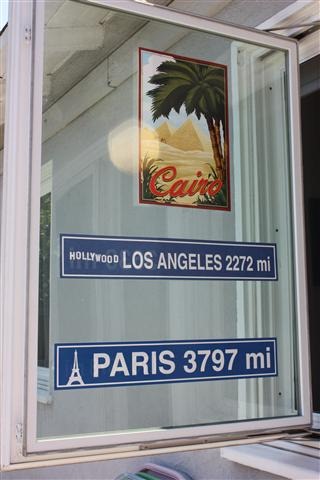 Cairo
HOLLYWOOD LOS ANGELES 2272 mi
PARIS 3797 mi